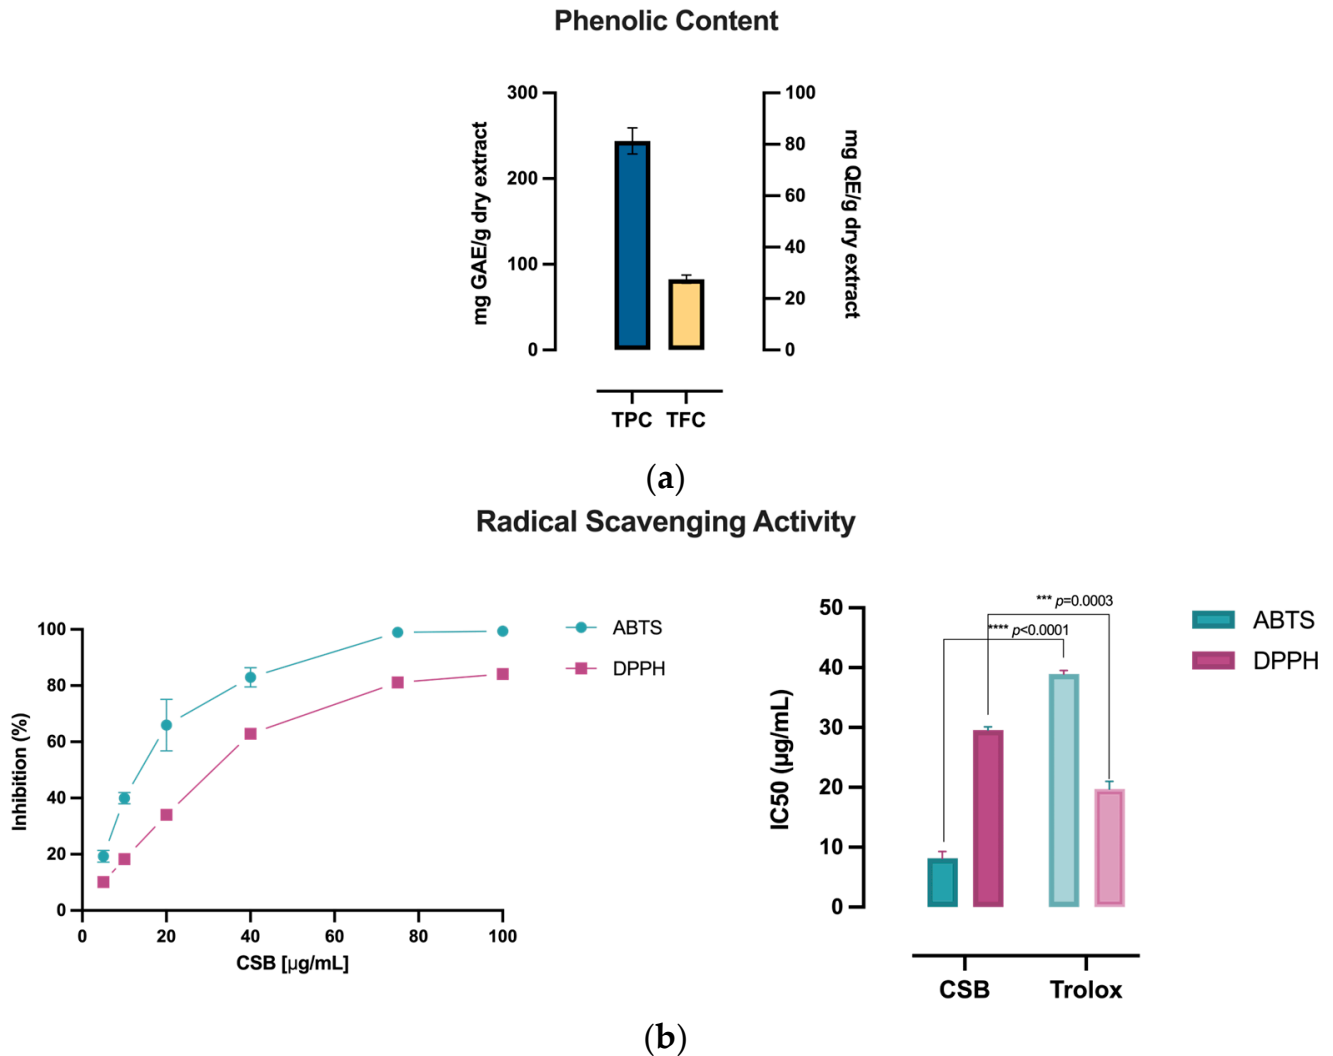 Phenolic Content
mg GAE/g dry extract
300
200
100
0
100
80
60
40
20
0
mg QE/g dry extract
TPC TFC
(a)
Radical Scavenging Activity
Inhibition (%)
100
80
60
40
20
0
0 20 40 60 80 100
CSB [µg/mL]
ABTS
DPPH
IC50 (µg/mL)
50
40
30
20
10
0
*** p=0.0003
**** p<0.0001
CSB Trolox
ABTS
DPPH
(b)